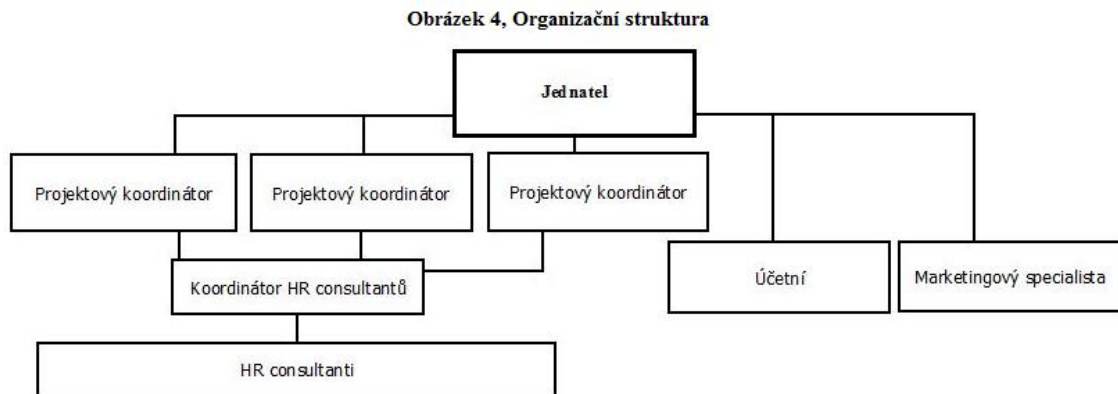 Obrázek 4, Organizační struktura
Jednatel
Projektový koordinátor
Projektový koordinátor
Projektový koordinátor
Koordinátor HR consultantů
Účetní
Marketingový specialista
HR consultanti